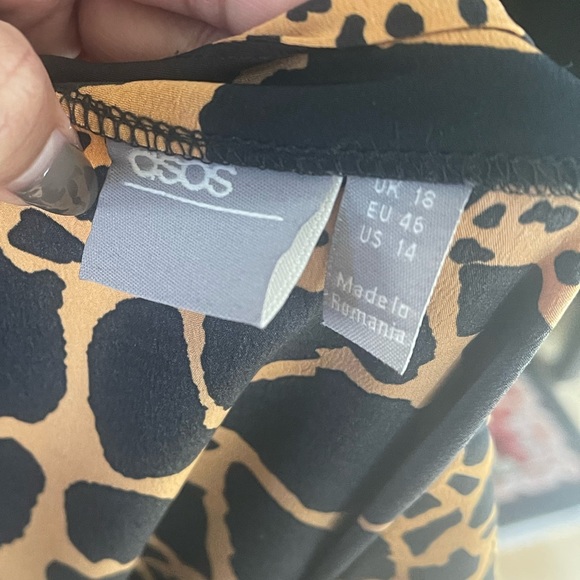 asos
UK 18
EU 46
US 14
Made in
Romania